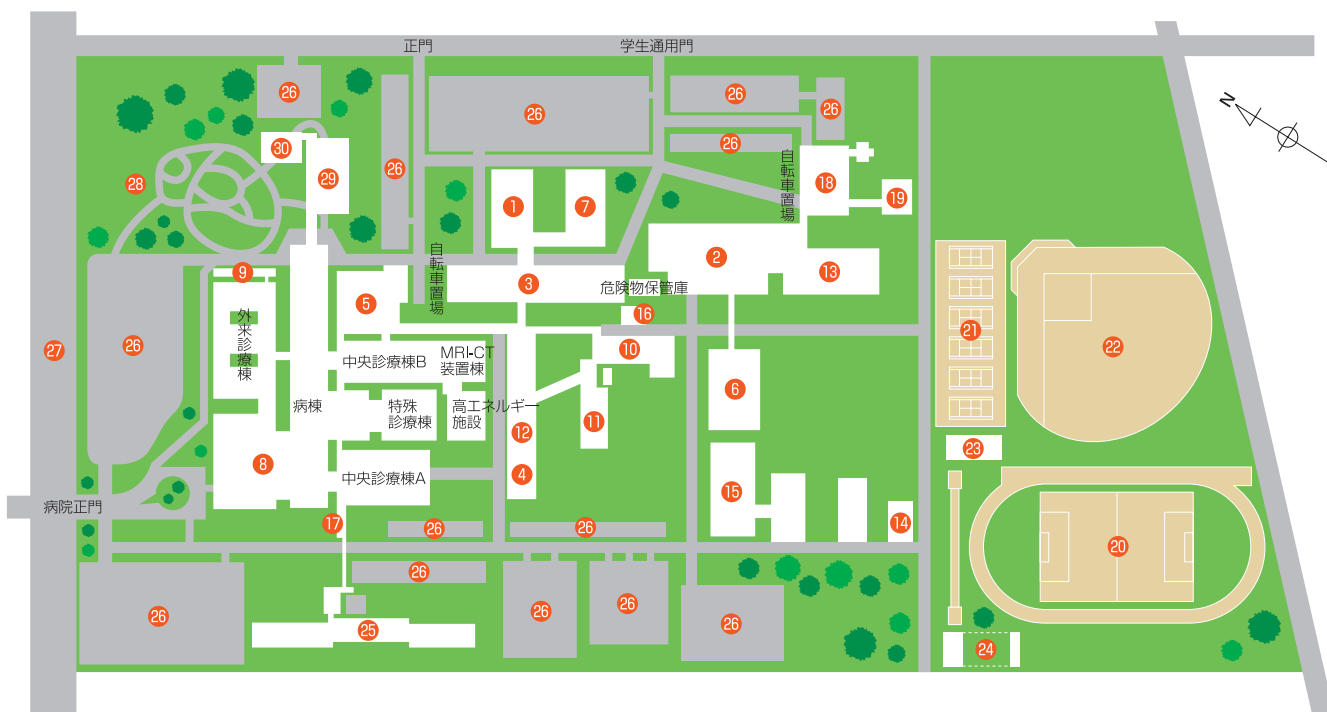 正門
学生通用門
26
26
26
26
26
26
N
30
自転車置場
29
28
18
19
1
7
2
自転車置場
9
13
3
危険物保管庫
5
16
21
22
27
26
外来診療棟
中央診療棟B
MRI-CT
装置棟
10
6
病棟
特殊
診療棟
高エネルギー
施設
11
12
23
8
4
中央診療棟A
15
病院正門
17
26
26
14
20
26
26
26
26
26
25
24